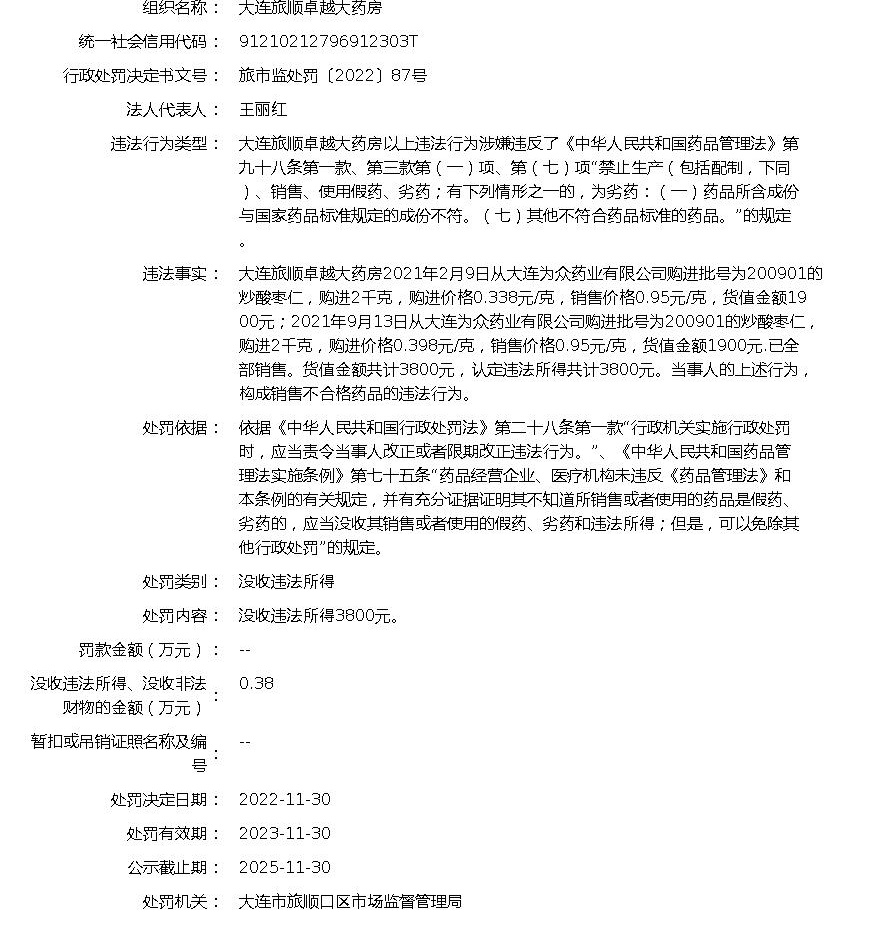 组织名称： 大连旅顺卓越大药房
统一社会信用代码： 91210212796912303T
行政处罚决定书文号： 旅市监处罚〔2022〕87号
法人代表人： 王丽红
违法行为类型： 大连旅顺卓越大药房以上违法行为涉嫌违反了《中华人民共和国药品管理法》第
九十八条第一款、第三款第（一）项、第（七）项“禁止生产（包括配制，下同
）、销售、使用假药、劣药；有下列情形之一的，为劣药：（一）药品所含成份
与国家药品标准规定的成份不符。（七）其他不符合药品标准的药品。”的规定
。
违法事实： 大连旅顺卓越大药房2021年2月9日从大连为众药业有限公司购进批号为200901的
炒酸枣仁，购进2千克，购进价格0.338元/克，销售价格0.95元/克，货值金额19
00元；2021年9月13日从大连为众药业有限公司购进批号为200901的炒酸枣仁，
购进2千克，购进价格0.398元/克，销售价格0.95元/克，货值金额1900元.已全
部销售。货值金额共计3800元，认定违法所得共计3800元。当事人的上述行为，
构成销售不合格药品的违法行为。
处罚依据： 依据《中华人民共和国行政处罚法》第二十八条第一款“行政机关实施行政处罚
时，应当责令当事人改正或者限期改正违法行为。”、《中华人民共和国药品管
理法实施条例》第七十五条“药品经营企业、医疗机构未违反《药品管理法》和
本条例的有关规定，并有充分证据证明其不知道所销售或者使用的药品是假药、
劣药的，应当没收其销售或者使用的假药、劣药和违法所得；但是，可以免除其
他行政处罚”的规定。
处罚类别： 没收违法所得
处罚内容： 没收违法所得3800元。
罚款金额（万元）： --
没收违法所得、没收非法
财物的金额（万元）： 0.38
暂扣或吊销证照名称及编
号： --
处罚决定日期： 2022-11-30
处罚有效期： 2023-11-30
公示截止期： 2025-11-30
处罚机关： 大连市旅顺口区市场监督管理局